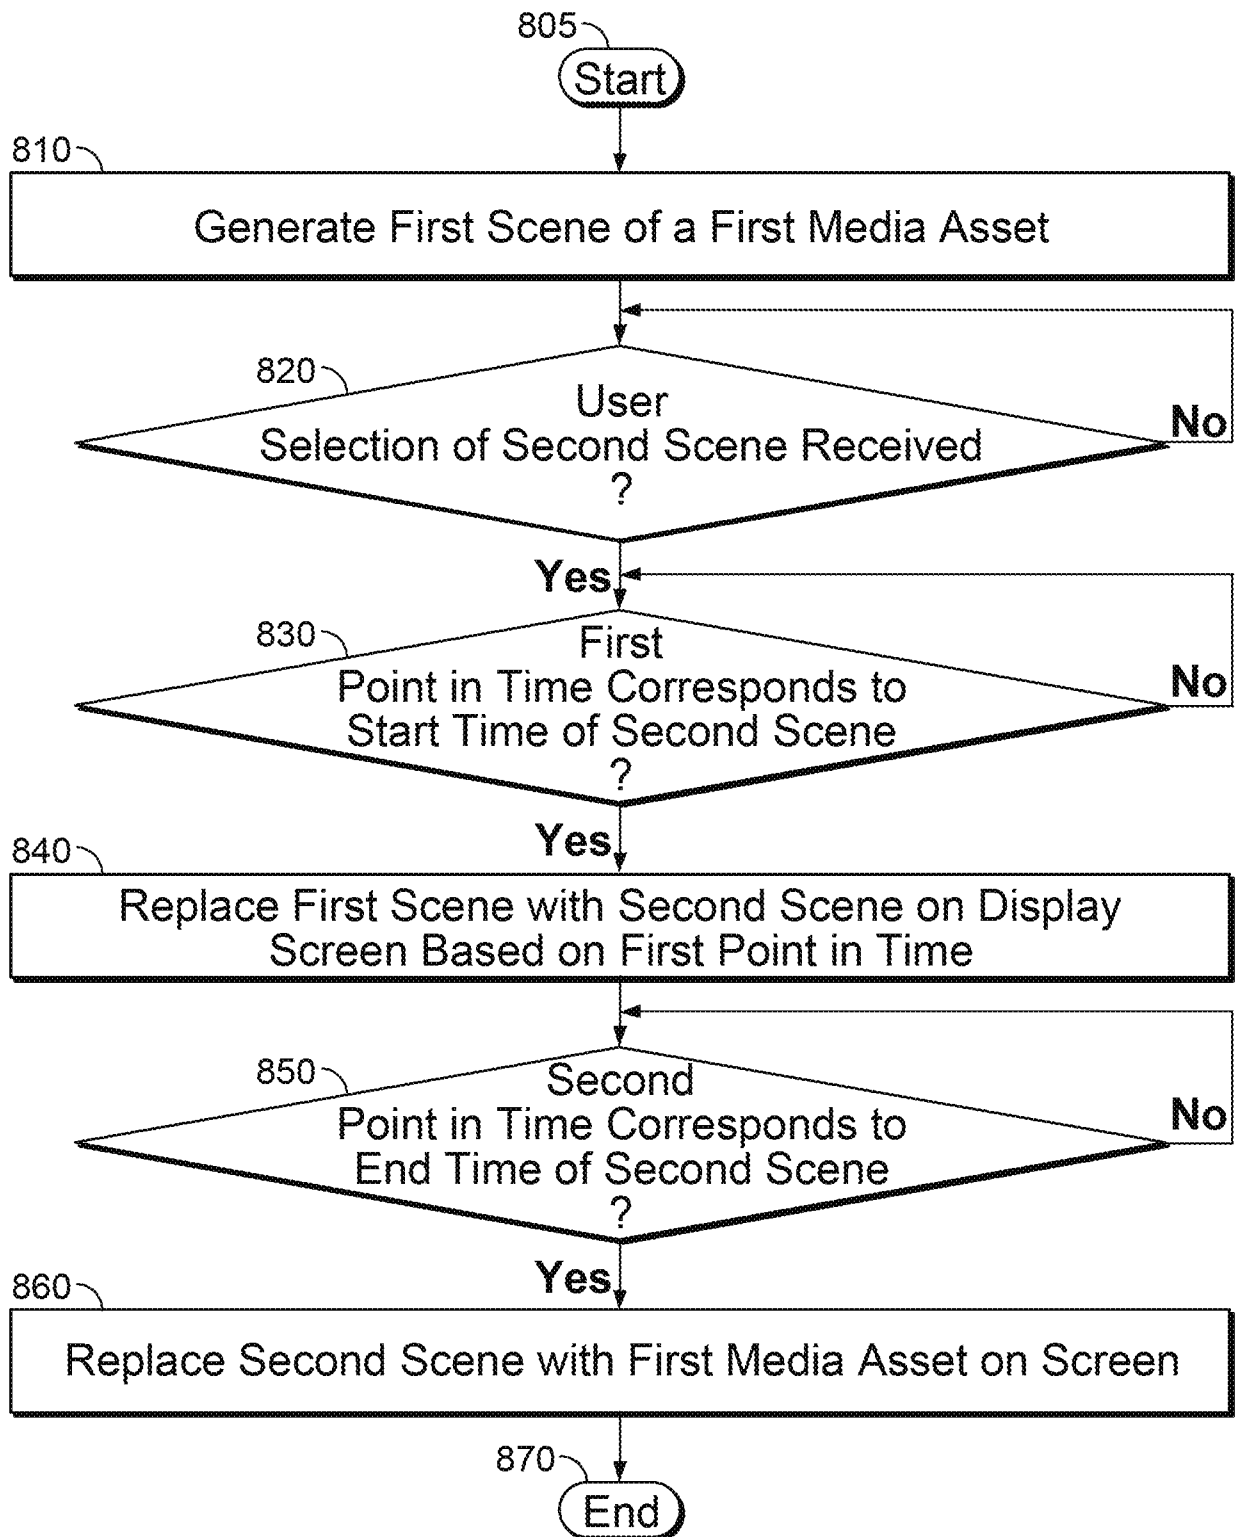 805
Start
810
Generate First Scene of a First Media Asset
820
User
Selection of Second Scene Received
?
No
Yes
830
First
Point in Time Corresponds to
Start Time of Second Scene
?
No
Yes
840
Replace First Scene with Second Scene on Display
Screen Based on First Point in Time
850
Second
Point in Time Corresponds to
End Time of Second Scene
?
No
Yes
860
Replace Second Scene with First Media Asset on Screen
870
End